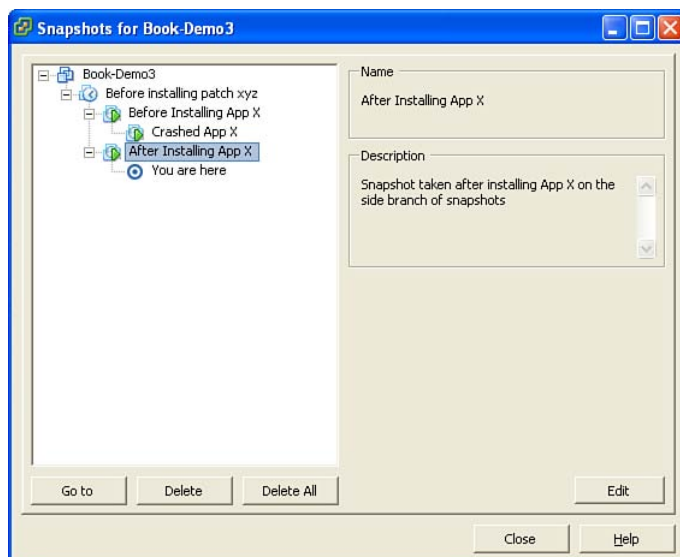 Snapshots for Book-Demo3
Book-Demo3
Before installing patch xyz
Before Installing App X
Crashed App X
After Installing App X
You are here
Name
After Installing App X
Description
Snapshot taken after installing App X on the
side branch of snapshots
Go to
Delete
Delete All
Edit
Close
Help